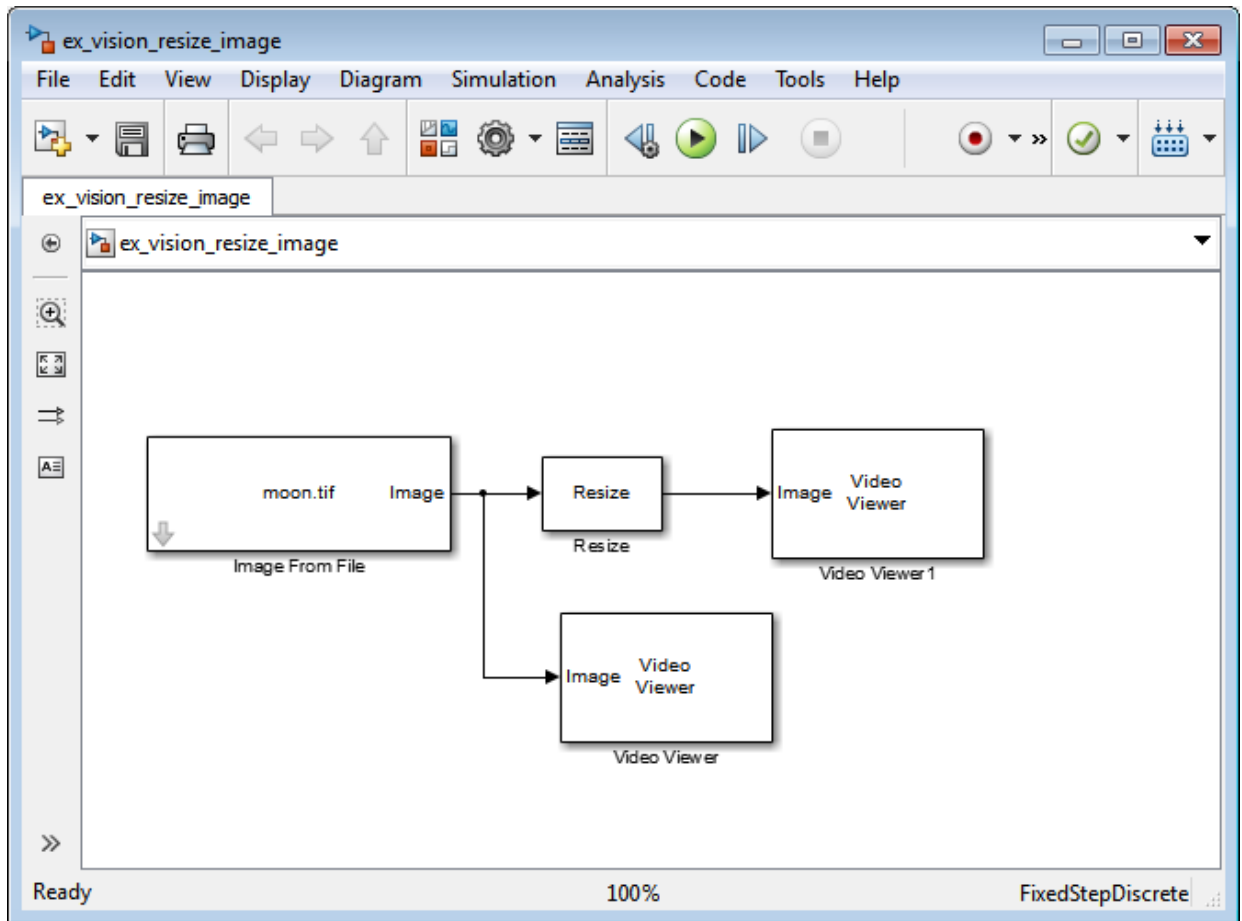 ex_vision_resize_image
File Edit View Display Diagram Simulation Analysis Code Tools Help
ex_vision_resize_image
ex_vision_resize_image
moon.tif Image
Image From File
Resize
Resize
Image Video
Viewer
Video Viewer1
Image Video
Viewer
Video Viewer
Ready 100% FixedStepDiscrete